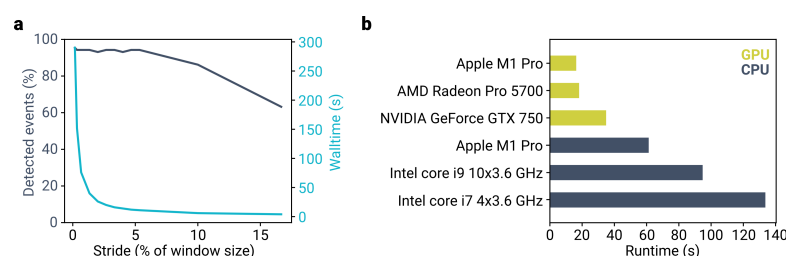 a
100
80
60
40
20
0
Detected events (%)
0
5
10
15
Stride (% of window size)
300
250
200
150
100
50
0
Walltime (s)
b
GPU
CPU
Apple M1 Pro
AMD Radeon Pro 5700
NVIDIA GeForce GTX 750
Apple M1 Pro
Intel core i9 10x3.6 GHz
Intel core i7 4x3.6 GHz
0 20 40 60 80 100 120 140
Runtime (s)